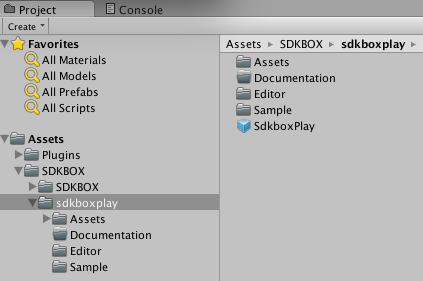 Project
Console
Create
Favorites
All Materials
All Models
All Prefabs
All Scripts
Assets
Plugins
SDKBOX
SDKBOX
sdkboxplay
Assets
Documentation
Editor
Sample
Assets ▸ SDKBOX ▸ sdkboxplay ▸
Assets
Documentation
Editor
Sample
SdkboxPlay